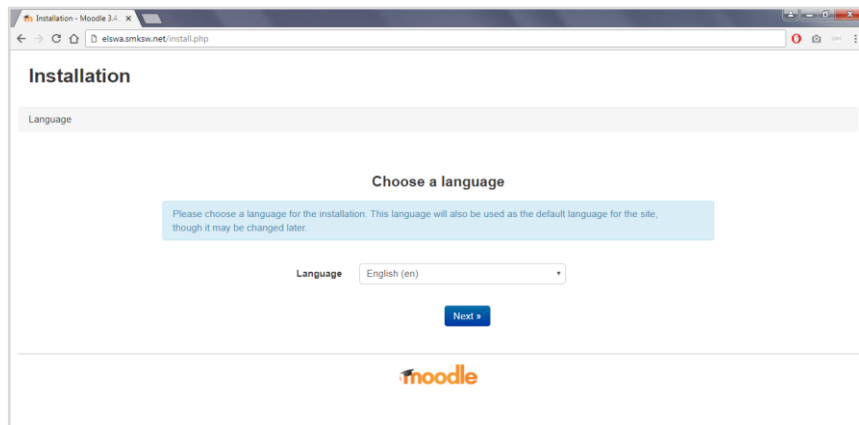 Installation - Moodle 3.4
elswa.smksw.net/install.php
Installation
Language
Choose a language
Please choose a language for the installation. This language will also be used as the default language for the site,
though it may be changed later.
Language English (en)
Next »
moodle